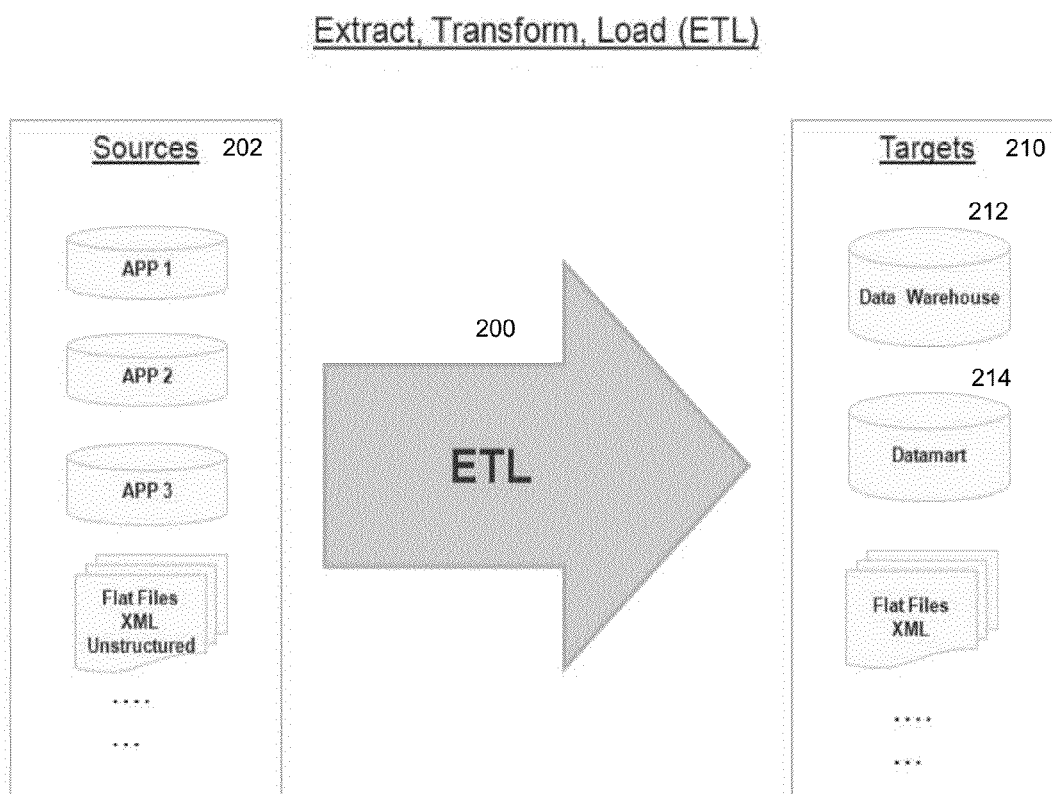 Extract, Transform, Load (ETL)
Sources 202
APP 1
APP 2
APP 3
Flat Files
XML
Unstructured
....
...
200
ETL
Targets 210
212
Data Warehouse
214
Datamart
Flat Files
XML
....
...